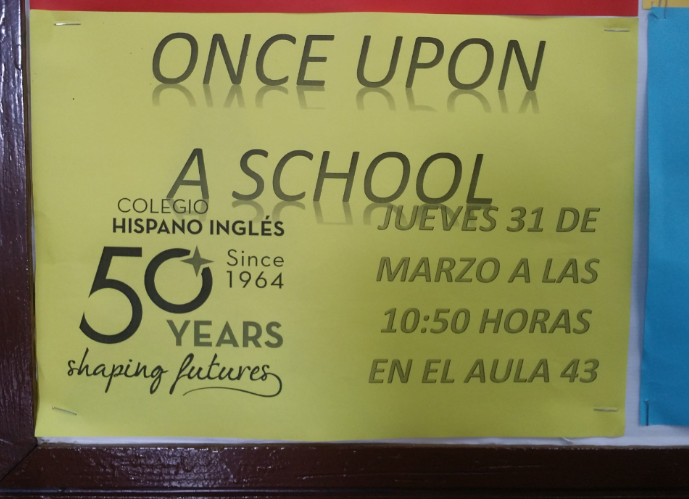 ONCE UPON
A SCHOOL
COLEGIO
HISPANO INGLÉS
50 Since
1964
YEARS
shaping futures
JUEVES 31 DE
MARZO A LAS
10:50 HORAS
EN EL AULA 43